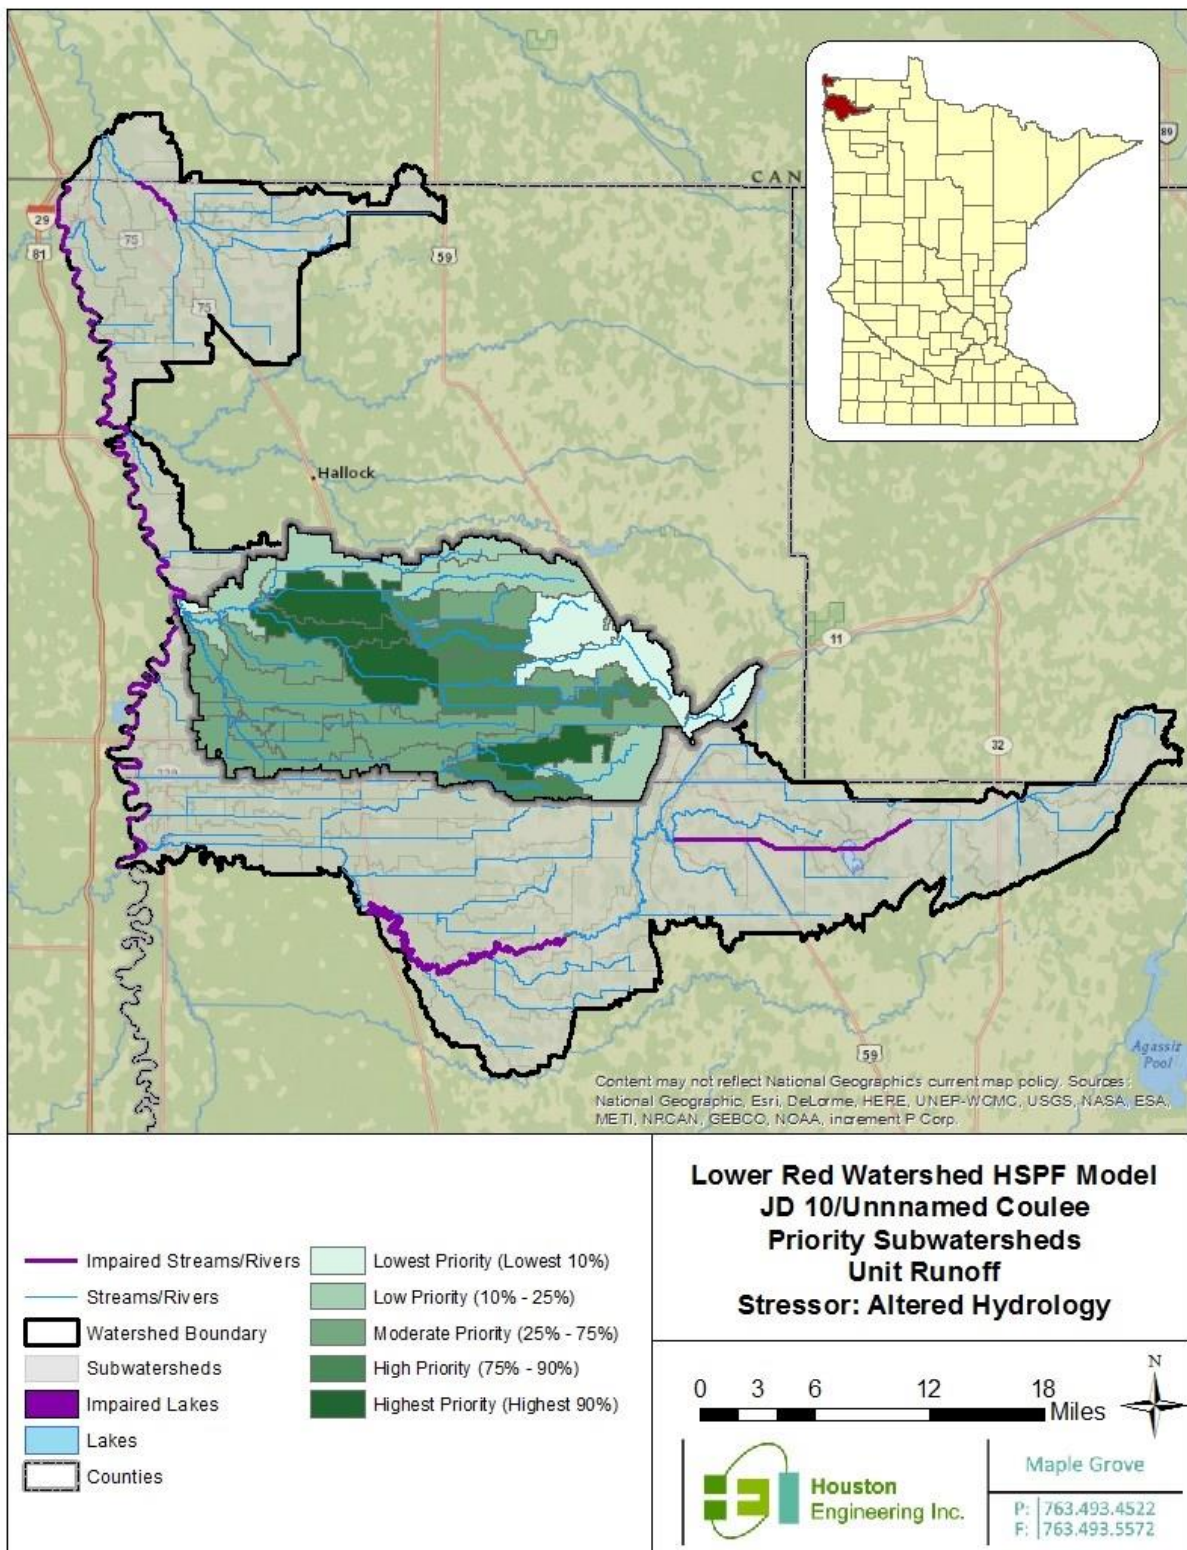 CAN
89
29
81
75
59
75
Hallock
11
32
59
Agassiz
Pool
Content may not reflect National Geographic's current map policy. Sources:
National Geographic, Esri, DeLorme, HERE, UNEP-WCMC, USGS, NASA, ESA,
METI, NRCAN, GEBCO, NOAA, increment P Corp.
Impaired Streams/Rivers
Streams/Rivers
Watershed Boundary
Subwatersheds
Impaired Lakes
Lakes
Counties
Lowest Priority (Lowest 10%)
Low Priority (10% - 25%)
Moderate Priority (25% - 75%)
High Priority (75% - 90%)
Highest Priority (Highest 90%)
Lower Red Watershed HSPF Model
JD 10/Unnnamed Coulee
Priority Subwatersheds
Unit Runoff
Stressor: Altered Hydrology
0 3 6 12 18
Miles
N
Houston
Engineering Inc.
Maple Grove
P: 763.493.4522
F: 763.493.5572